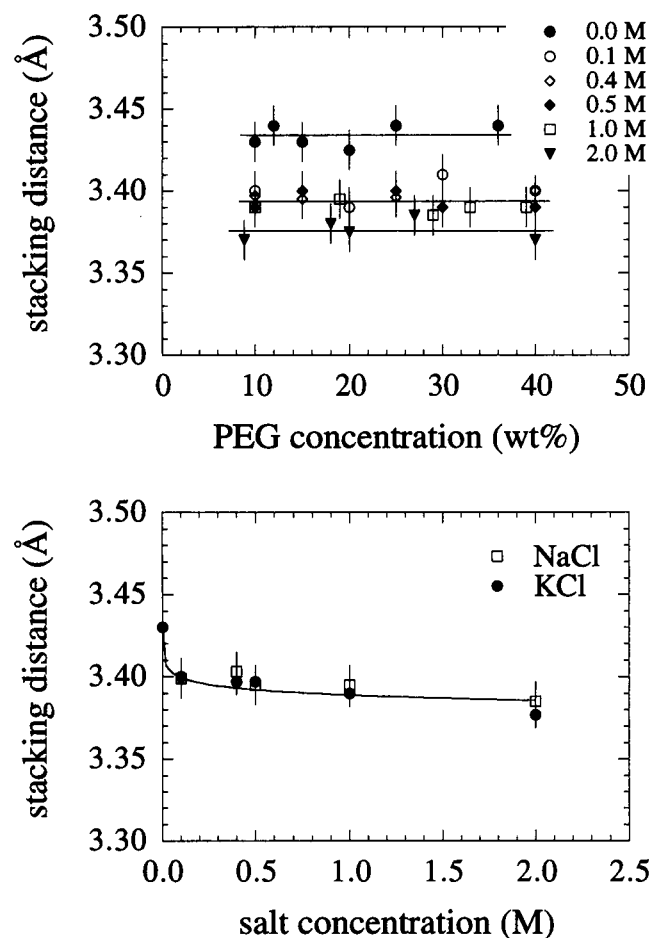 3.50
3.45
3.40
3.35
3.30
stacking distance (Å)
0.0 M
0.1 M
0.4 M
0.5 M
1.0 M
2.0 M
0
10
20
30
40
50
PEG concentration (wt%)
3.50
3.45
3.40
3.35
3.30
stacking distance (Å)
NaCl
KCl
0.0
0.5
1.0
1.5
2.0
2.5
salt concentration (M)